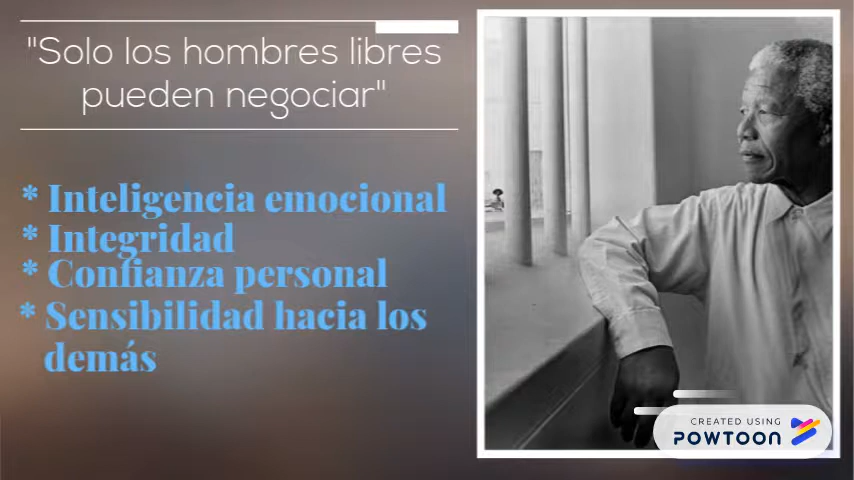 "Solo los hombres libres
pueden negociar"
* Inteligencia emocional
* Integridad
* Confianza personal
* Sensibilidad hacia los
demás
CREATED USING
POWTOON